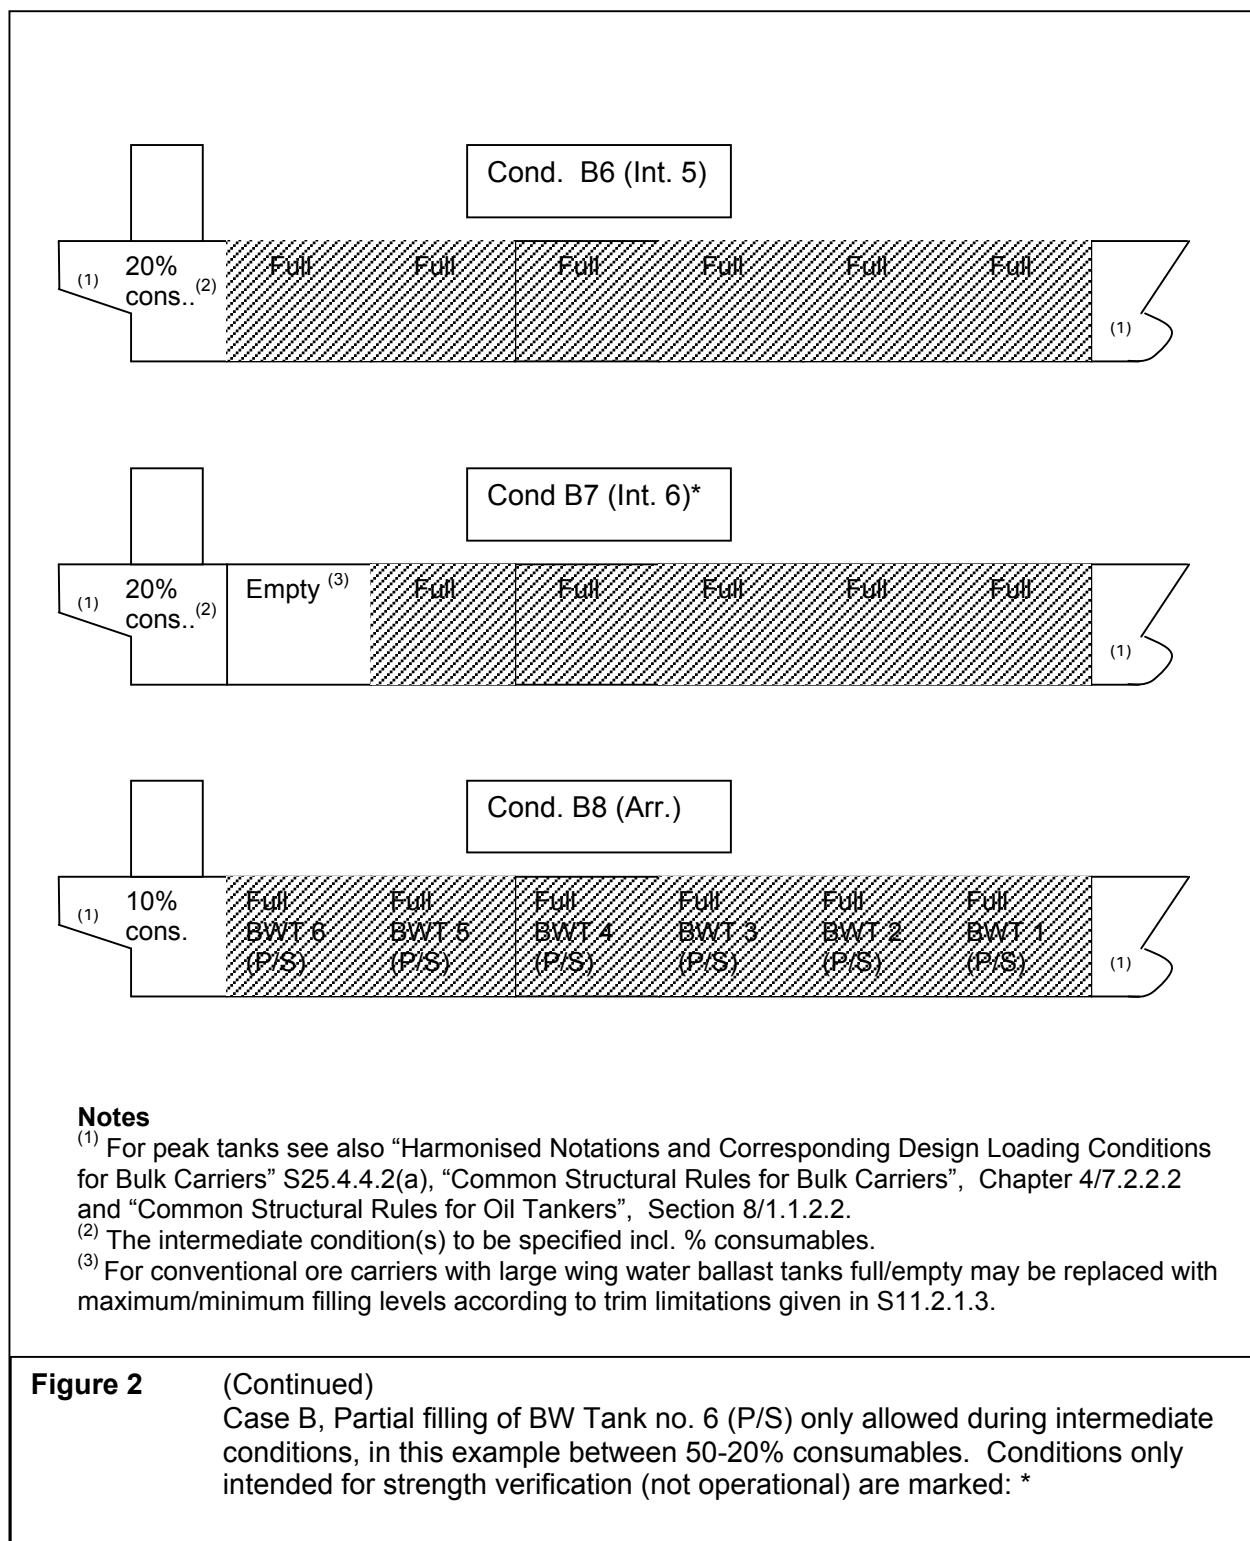 Cond. B6 (Int. 5)
(1) 20% cons..(2) Full Full Full Full Full Full (1)
Cond B7 (Int. 6)*
(1) 20% cons..(2) Empty (3) Full Full Full Full Full (1)
Cond. B8 (Arr.)
(1) 10% cons. Full BWT 6 (P/S) Full BWT 5 (P/S) Full BWT 4 (P/S) Full BWT 3 (P/S) Full BWT 2 (P/S) Full BWT 1 (P/S) (1)
Notes
(1) For peak tanks see also “Harmonised Notations and Corresponding Design Loading Conditions
for Bulk Carriers” S25.4.4.2(a), “Common Structural Rules for Bulk Carriers”, Chapter 4/7.2.2.2
and “Common Structural Rules for Oil Tankers”, Section 8/1.1.2.2.
(2) The intermediate condition(s) to be specified incl. % consumables.
(3) For conventional ore carriers with large wing water ballast tanks full/empty may be replaced with
maximum/minimum filling levels according to trim limitations given in S11.2.1.3.
Figure 2 (Continued)
Case B, Partial filling of BW Tank no. 6 (P/S) only allowed during intermediate
conditions, in this example between 50-20% consumables. Conditions only
intended for strength verification (not operational) are marked: *